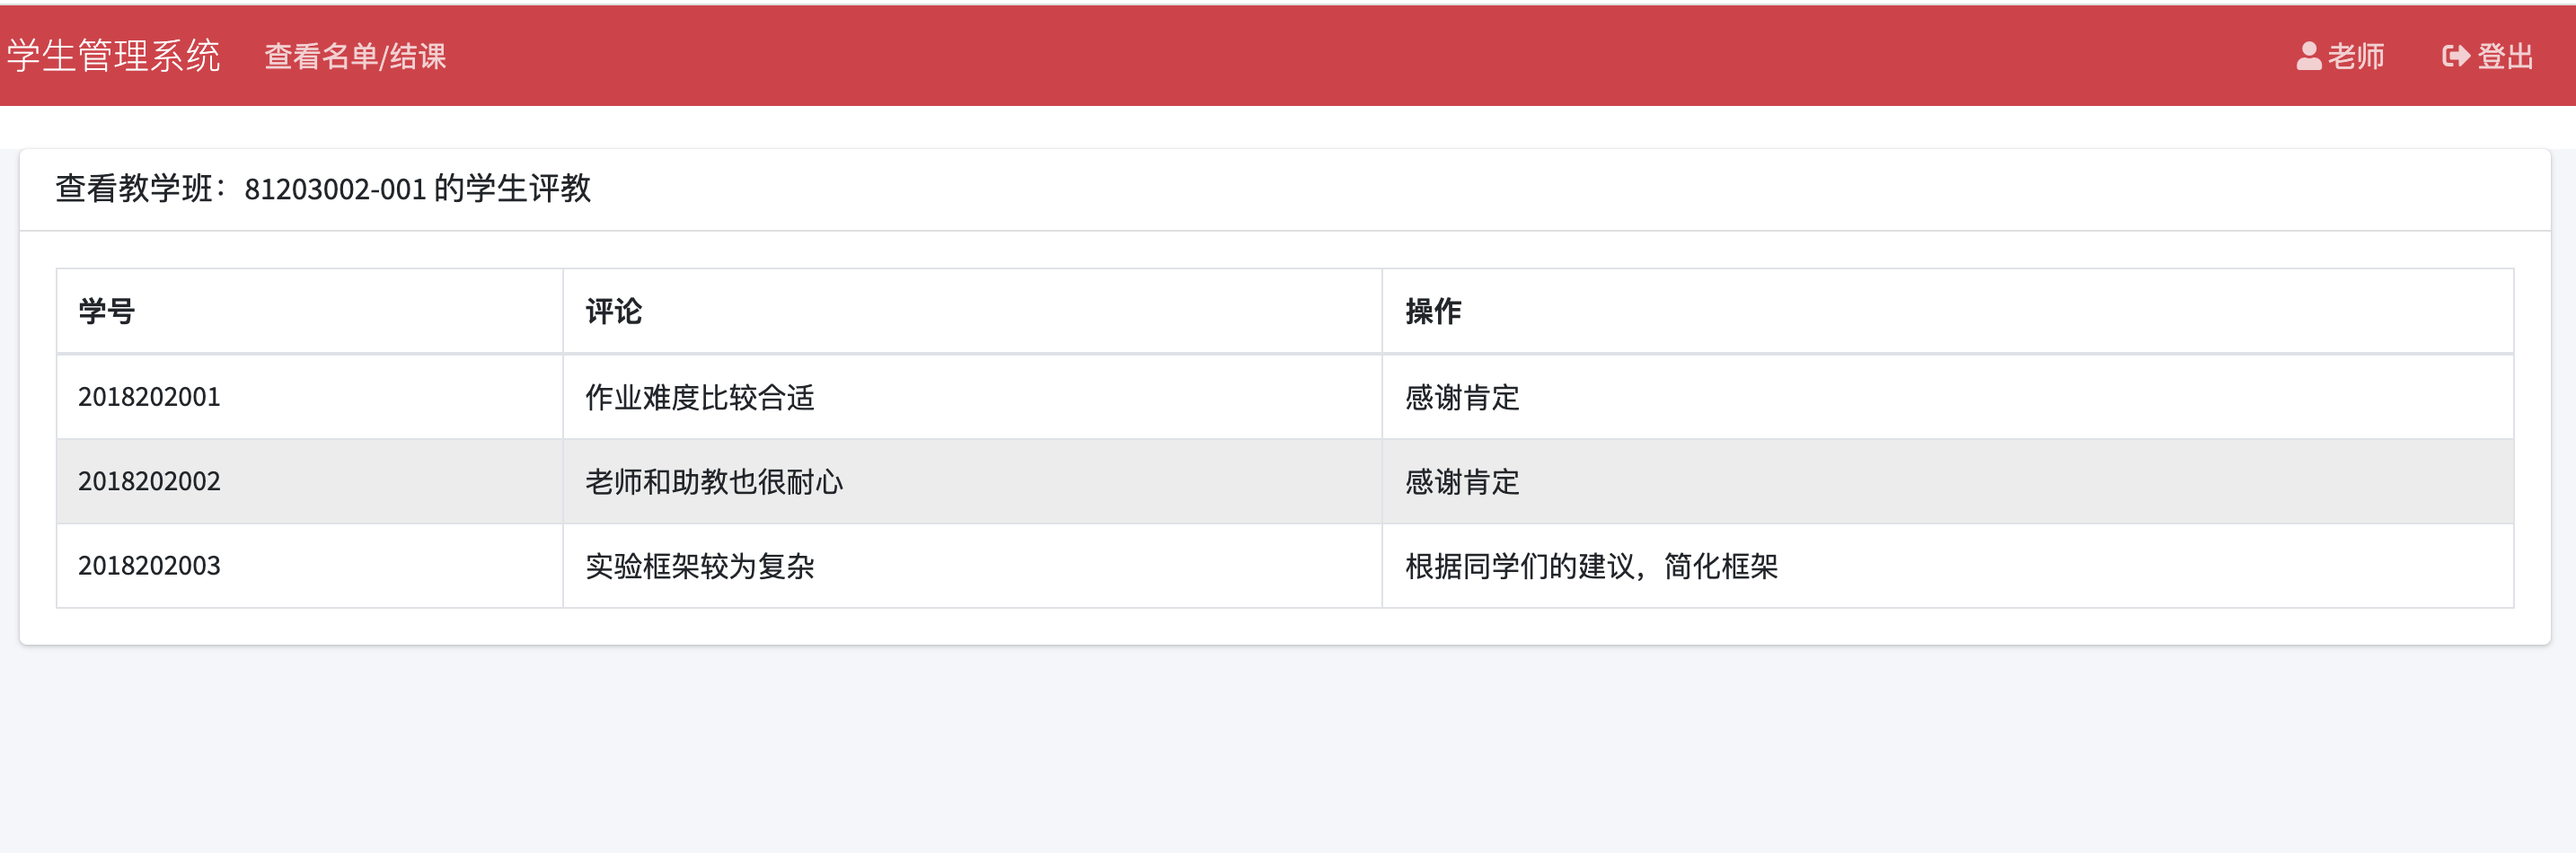 学生管理系统 查看名单/结课 老师 登出
查看教学班：81203002-001 的学生评教
学号 评论 操作
2018202001 作业难度比较合适 感谢肯定
2018202002 老师和助教也很耐心 感谢肯定
2018202003 实验框架较为复杂 根据同学们的建议，简化框架